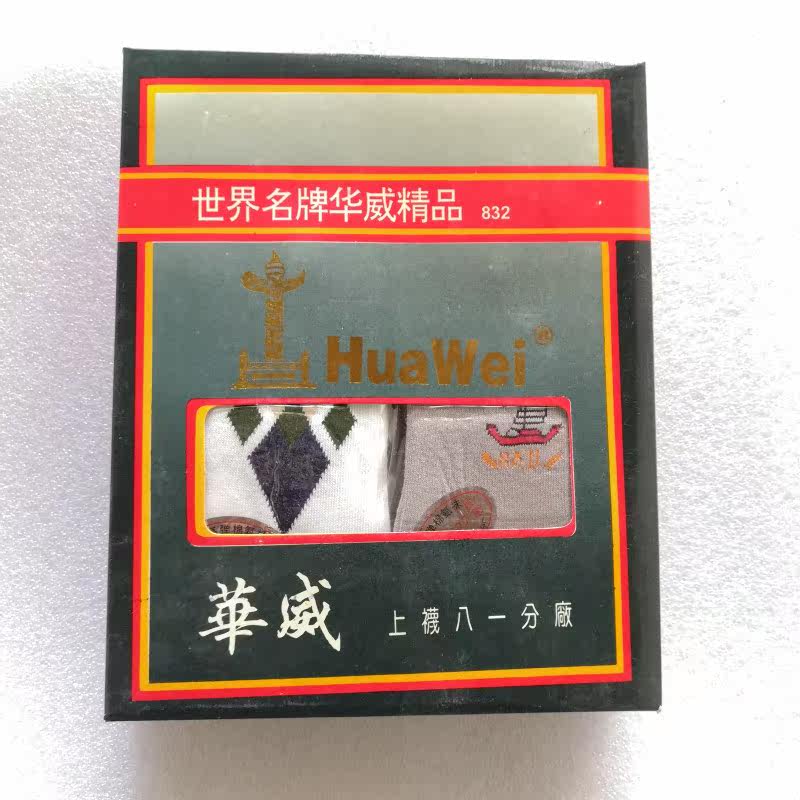 世界名牌华威精品 832
HuaWei®
華威 上襪八一分廠